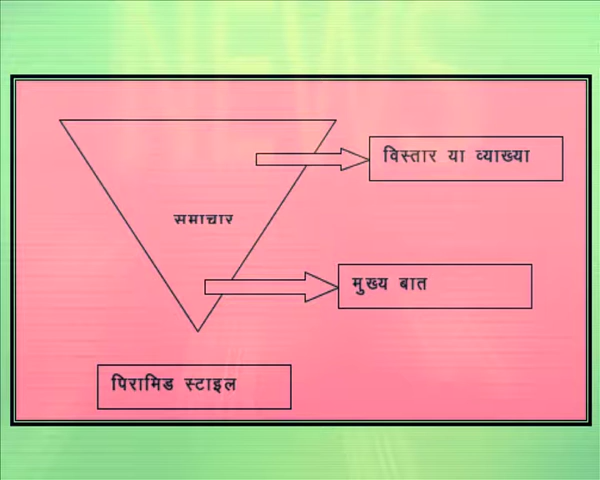 विस्तार या व्याख्या
समाचार
मुख्य बात
पिरामिड स्टाइल